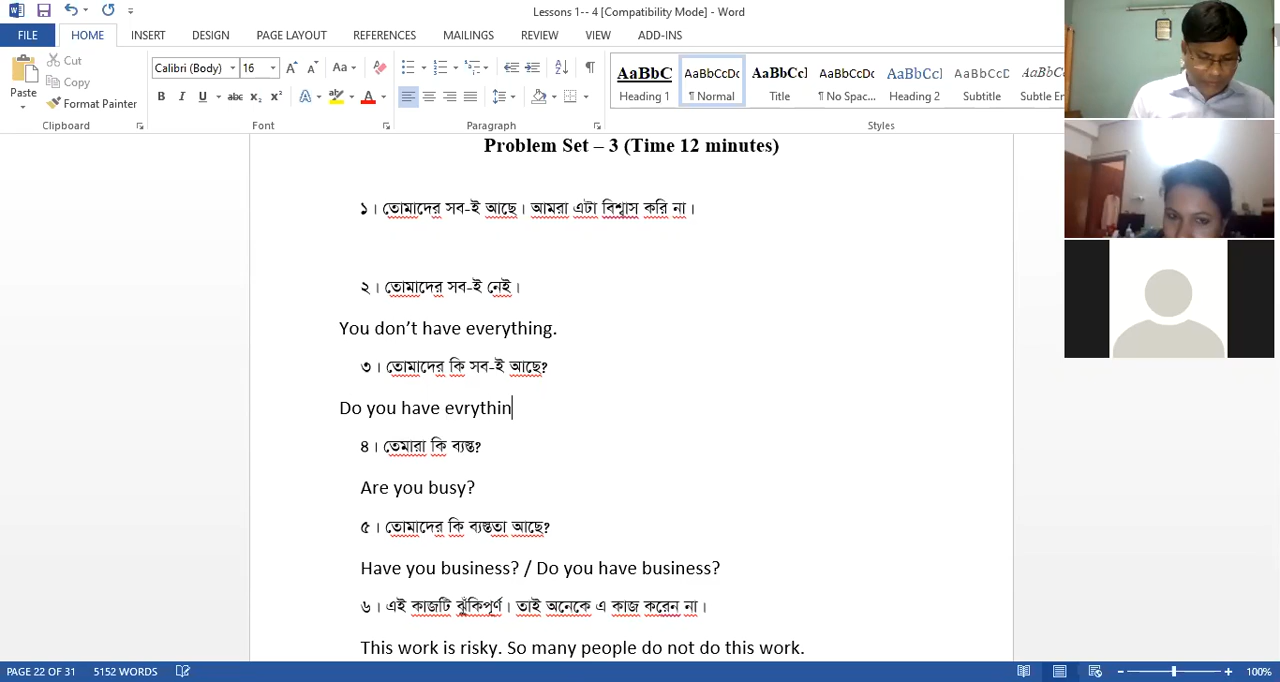 Lessons 1-- 4 [Compatibility Mode] - Word
FILE HOME INSERT DESIGN PAGE LAYOUT REFERENCES MAILINGS REVIEW VIEW ADD-INS
Paste Cut Copy Format Painter
Calibri (Body) 16
AaBbC AaBbCcDc AaBbCc] AaBbCcDc AaBbCc] AaBbCcD AaBbCc
Heading 1 ¶ Normal Title ¶ No Spac... Heading 2 Subtitle Subtle En
Clipboard Font Paragraph Styles
Problem Set – 3 (Time 12 minutes)
১। তোমাদের সব-ই আছে। আমরা এটা বিশ্বাস করি না।
২। তোমাদের সব-ই নেই।
You don’t have everything.
৩। তোমাদের কি সব-ই আছে?
Do you have evrythin
৪। তেমারা কি ব্যস্ত?
Are you busy?
৫। তোমাদের কি ব্যস্ততা আছে?
Have you business? / Do you have business?
৬। এই কাজটি ঝুঁকিপূর্ণ। তাই অনেকে এ কাজ করেন না।
This work is risky. So many people do not do this work.
PAGE 22 OF 31 5152 WORDS 100%